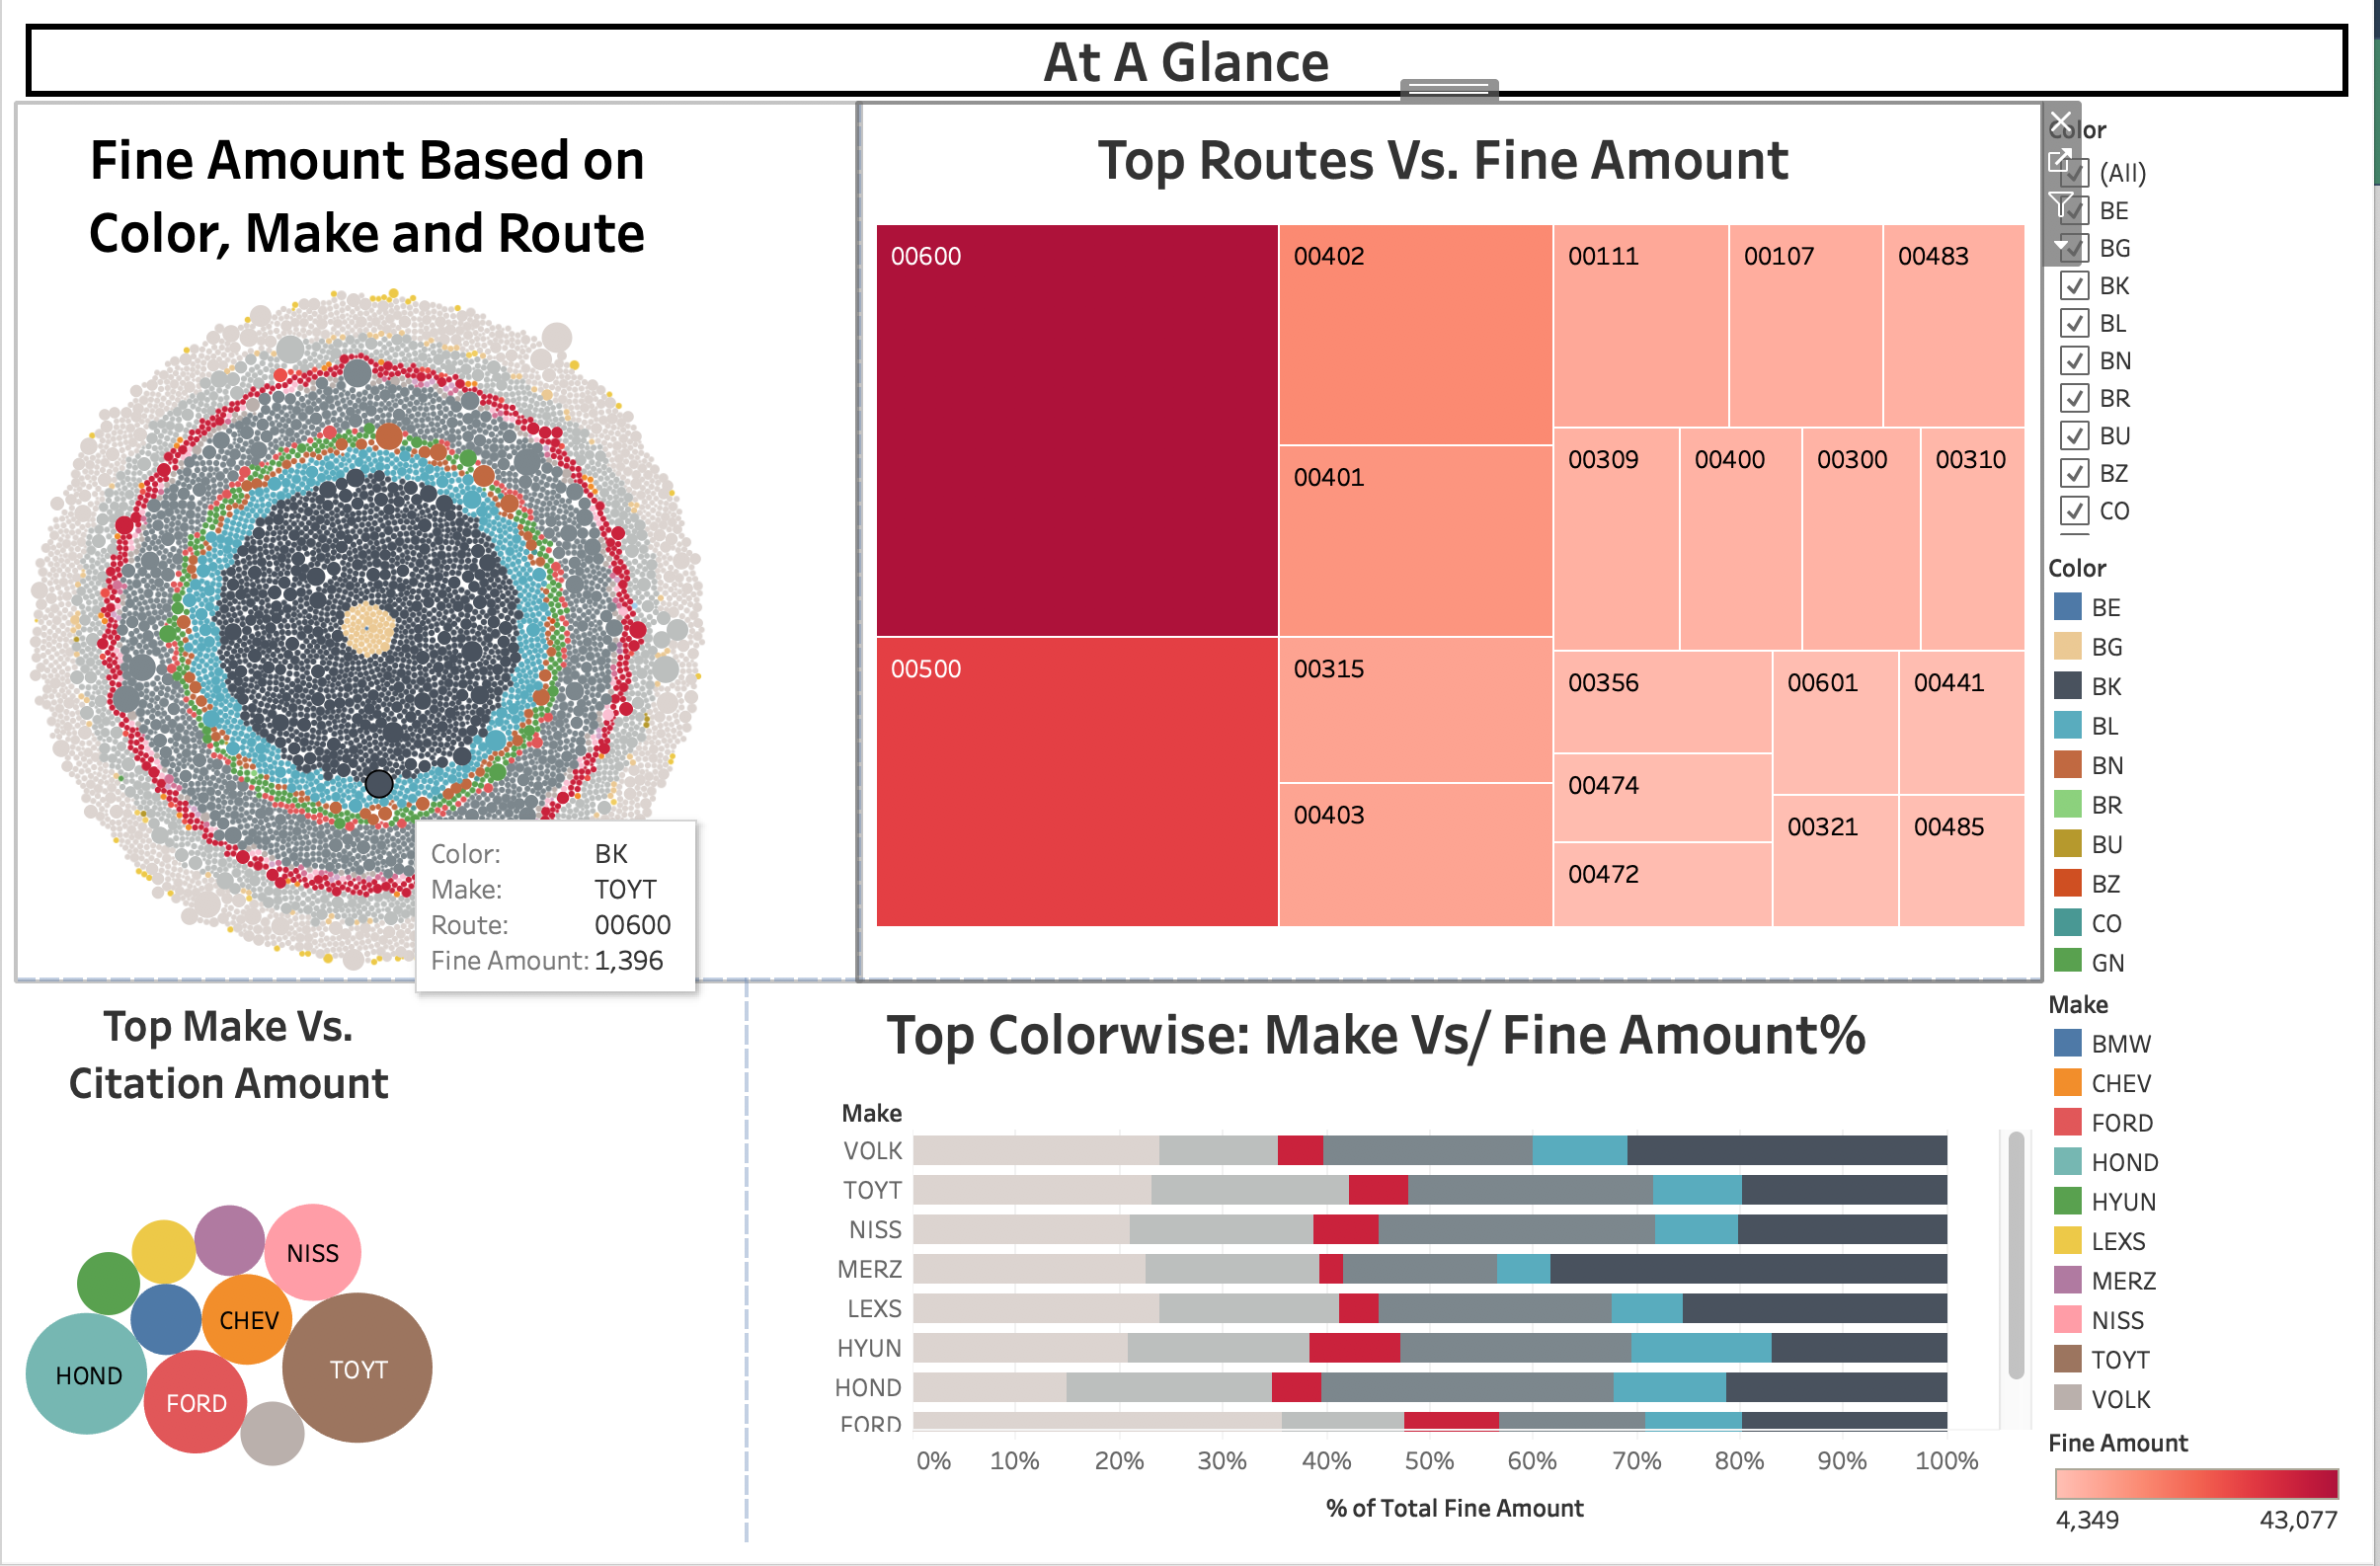 At A Glance
Fine Amount Based on
Color, Make and Route
Color: BK
Make: TOYT
Route: 00600
Fine Amount: 1,396
Top Routes Vs. Fine Amount
00600
00500
00402
00401
00315
00403
00111
00107
00483
00309
00400
00300
00310
00356
00474
00472
00601
00441
00321
00485
Color
(All)
BE
BG
BK
BL
BN
BR
BU
BZ
CO
Color
BE
BG
BK
BL
BN
BR
BU
BZ
CO
GN
Top Make Vs.
Citation Amount
NISS
CHEV
HOND
FORD
TOYT
Top Colorwise: Make Vs/ Fine Amount%
Make
VOLK
TOYT
NISS
MERZ
LEXS
HYUN
HOND
FORD
0% 10% 20% 30% 40% 50% 60% 70% 80% 90% 100%
% of Total Fine Amount
Make
BMW
CHEV
FORD
HOND
HYUN
LEXS
MERZ
NISS
TOYT
VOLK
Fine Amount
4,349 43,077